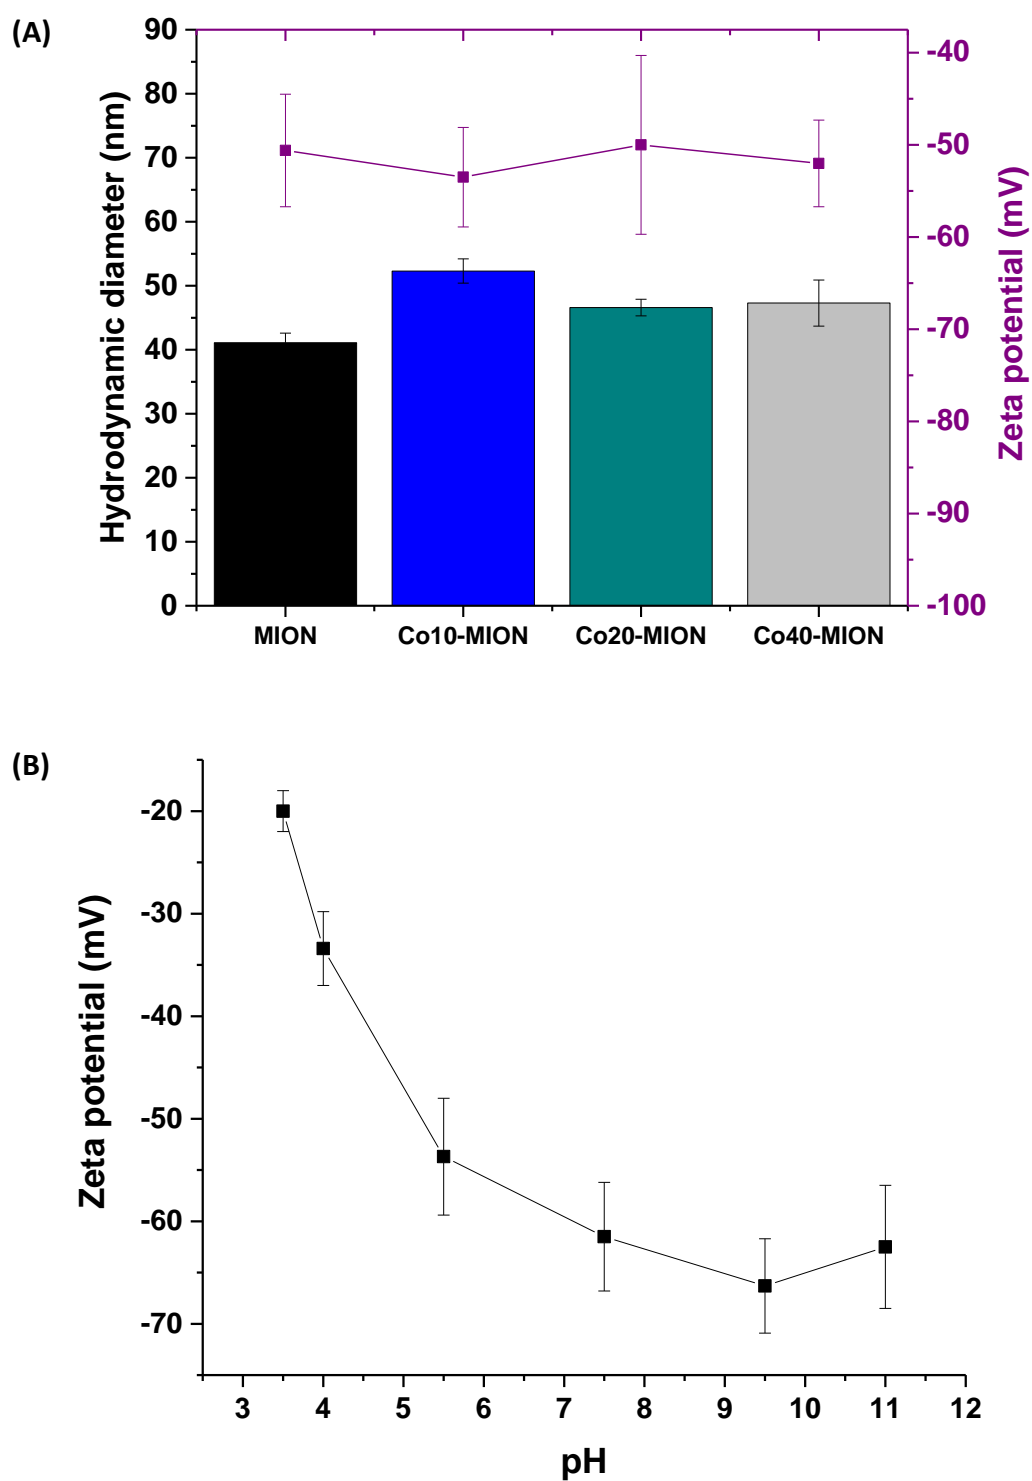 (A)
Hydrodynamic diameter (nm)
90
80
70
60
50
40
30
20
10
0
-40
-50
-60
-70
-80
-90
-100
Zeta potential (mV)
MION Co10-MION Co20-MION Co40-MION
(B)
Zeta potential (mV)
-20
-30
-40
-50
-60
-70
3 4 5 6 7 8 9 10 11 12
pH